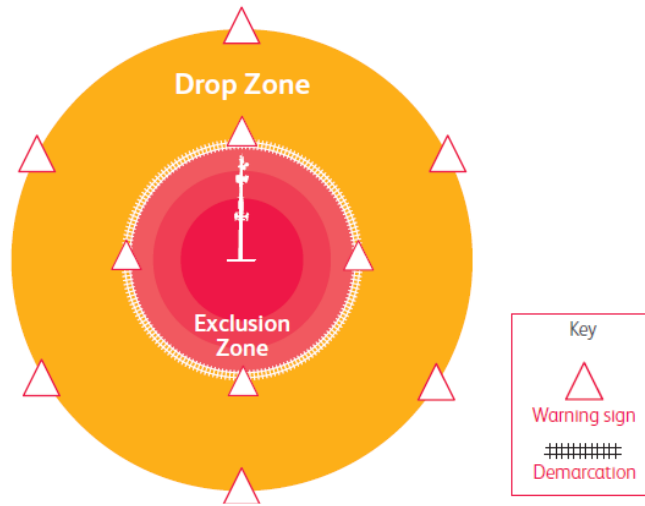 Drop Zone
Exclusion
Zone
Key
Warning sign
Demarcation